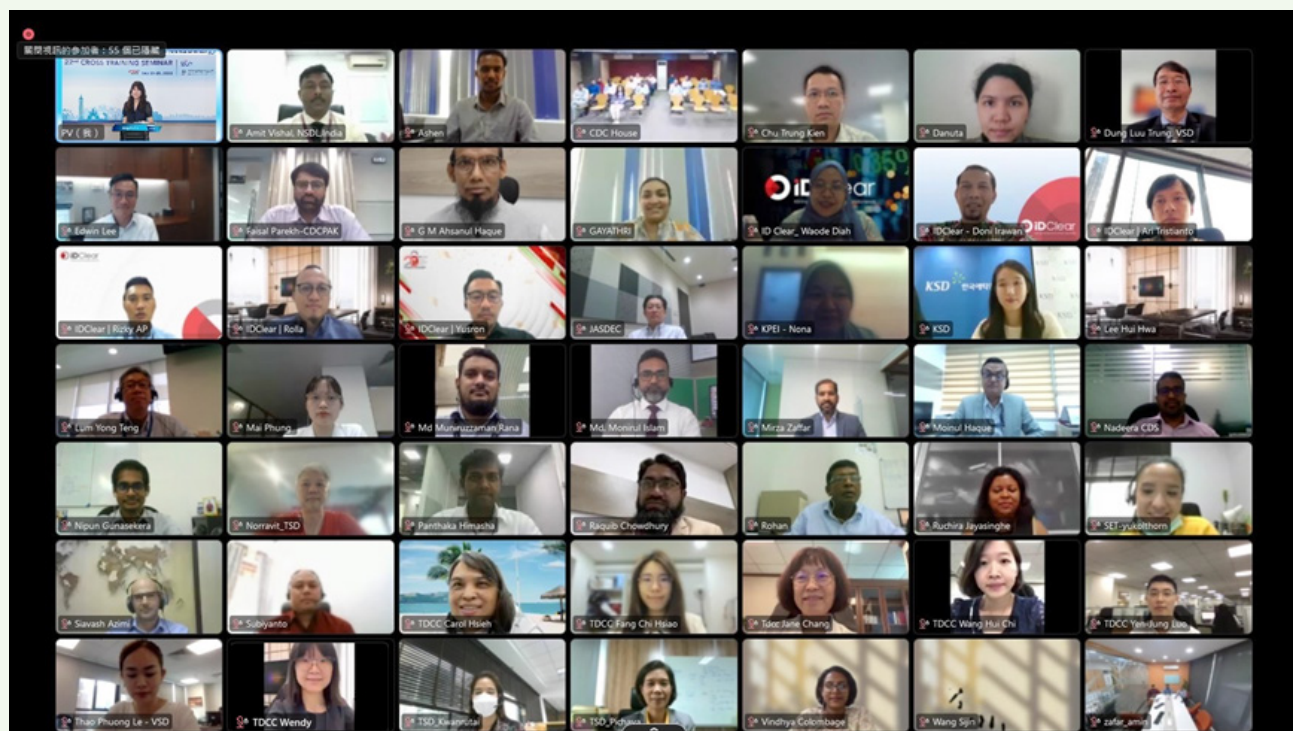 關閉視訊的參加者：55 個已隱藏
22nd CROSS TRAINING SEMINAR
PV（我）
Amit Vishal, NSDL,India
Ashen
CDC House
Chu Trung Kien
Danuta
Dung Luu Trung, VSD
Edwin Lee
Faisal Parekh-CDCPAK
G M Ahsanul Haque
GAYATHRI
ID Clear_ Waode Diah
IDClear - Doni Irawan
IDClear
IDClear | Ari Tristianto
IDClear
IDClear | Rizky AP
IDClear | Rolla
IDClear | Yusron
JASDEC
KPEI - Nona
KSD
KSD
Lee Hui Hwa
Lum Yong Teng
Mai Phung
Md Muniruzzaman Rana
Md. Monirul Islam
Mirza Zaffar
Moinul Haque
Nadeera CDS
Nipun Gunasekera
Norravit_TSD
Panthaka Himasha
Raquib Chowdhury
Rohan
Ruchira Jayasinghe
SET-yukolthorn
Siavash Azimi
Subiyanto
TDCC Carol Hsieh
TDCC Fang Chi Hsiao
Tdcc Jane Chang
TDCC Wang Hui Chi
TDCC Yen-Jung Luo
Thao Phuong Le - VSD
TDCC Wendy
TSD_Kwanrutai
TSD_Pichaya
Vindhya Colombage
Wang Sijin
zafar_amin